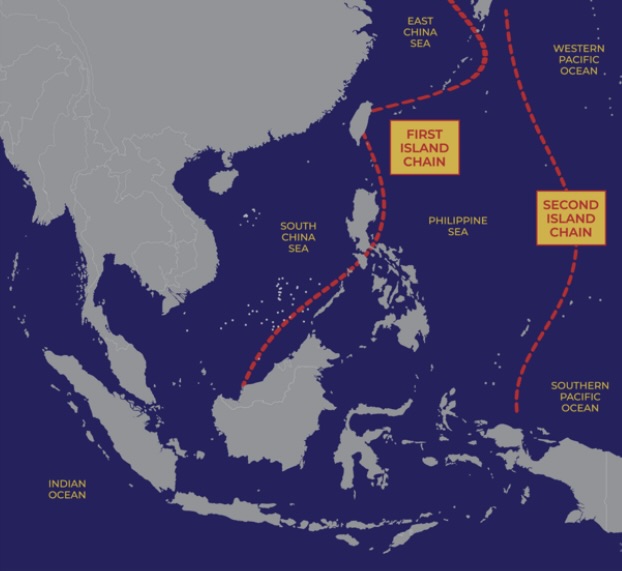 EAST
CHINA
SEA
WESTERN
PACIFIC
OCEAN
FIRST
ISLAND
CHAIN
SECOND
ISLAND
CHAIN
SOUTH
CHINA
SEA
PHILIPPINE
SEA
SOUTHERN
PACIFIC
OCEAN
INDIAN
OCEAN